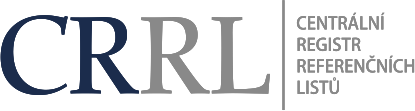 CRRL
CENTRÁLNÍ
REGISTR
REFERENČNÍCH
LISTŮ